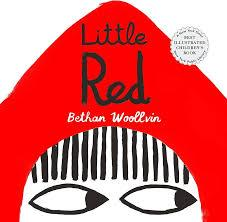 Little
Red
Bethan Woollvin
BEST
ILLUSTRATED
CHILDREN'S
BOOK